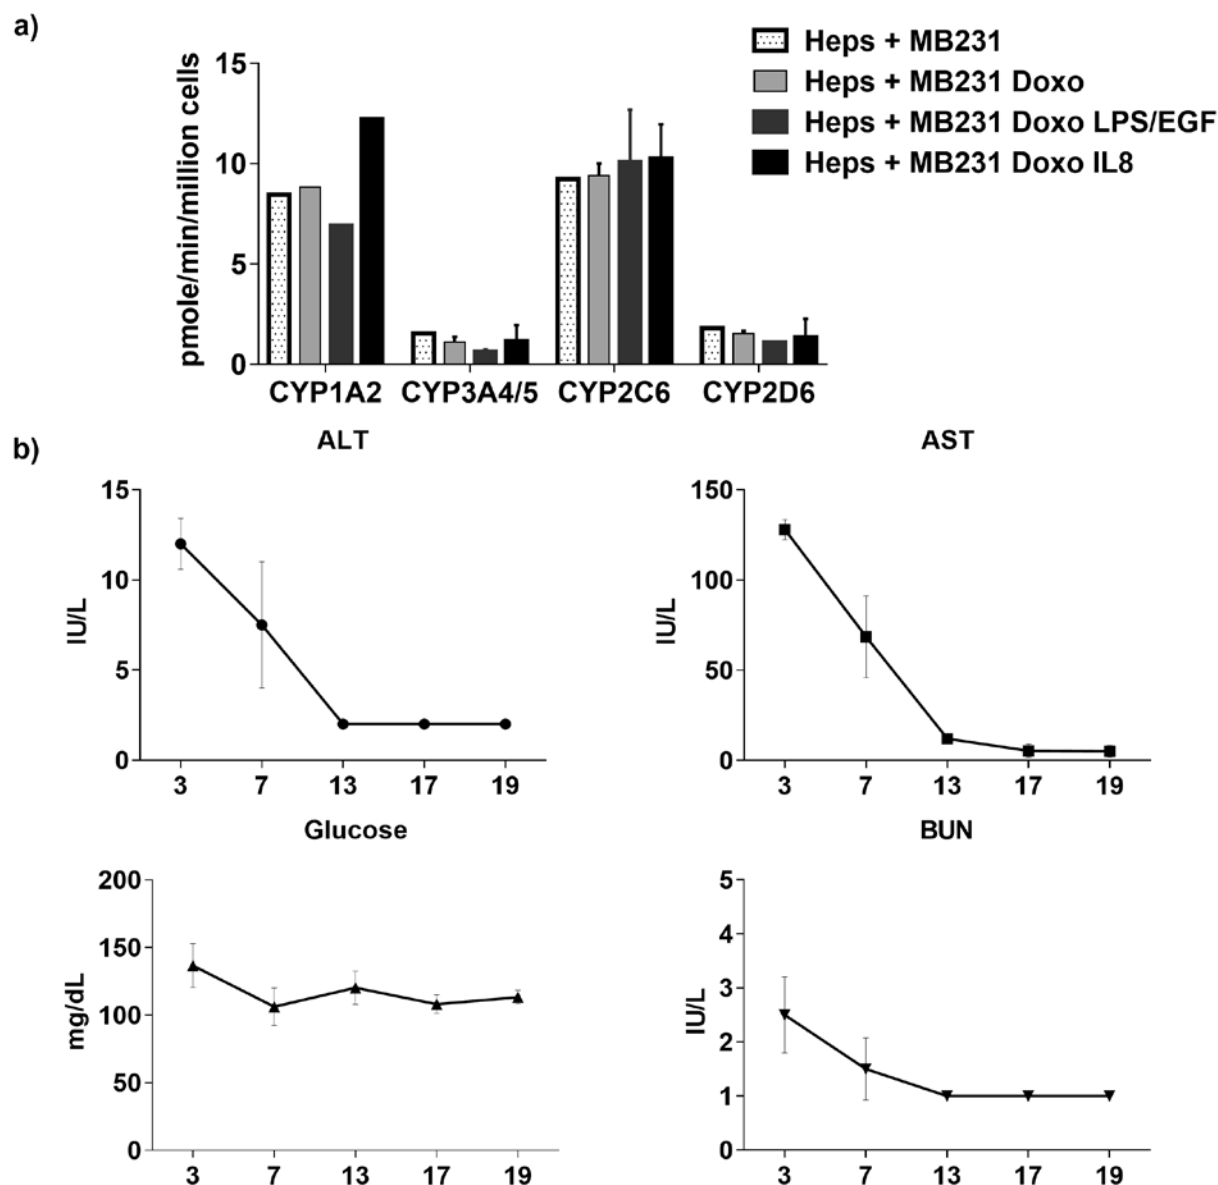 a)
Heps + MB231
Heps + MB231 Doxo
Heps + MB231 Doxo LPS/EGF
Heps + MB231 Doxo IL8
pmole/min/million cells
15
10
5
0
CYP1A2 CYP3A4/5 CYP2C6 CYP2D6
b)
ALT
IU/L
15
10
5
0
3 7 13 17 19
AST
IU/L
150
100
50
0
3 7 13 17 19
Glucose
mg/dL
200
150
100
50
0
3 7 13 17 19
BUN
IU/L
5
4
3
2
1
0
3 7 13 17 19